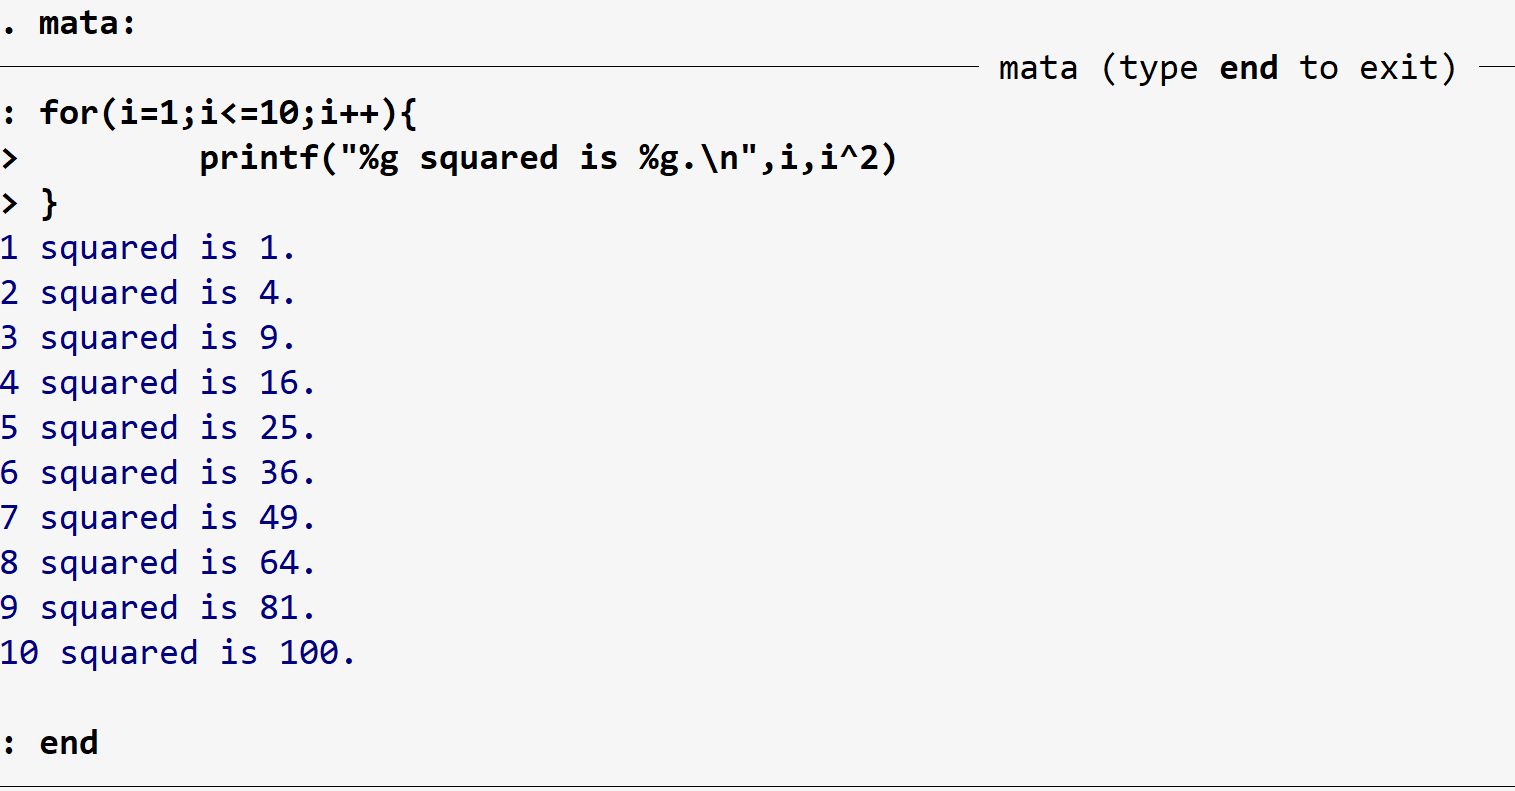 . mata:
mata (type end to exit)
: for(i=1;i<=10;i++){
>         printf("%g squared is %g.\n",i,i^2)
> }
1 squared is 1.
2 squared is 4.
3 squared is 9.
4 squared is 16.
5 squared is 25.
6 squared is 36.
7 squared is 49.
8 squared is 64.
9 squared is 81.
10 squared is 100.
: end